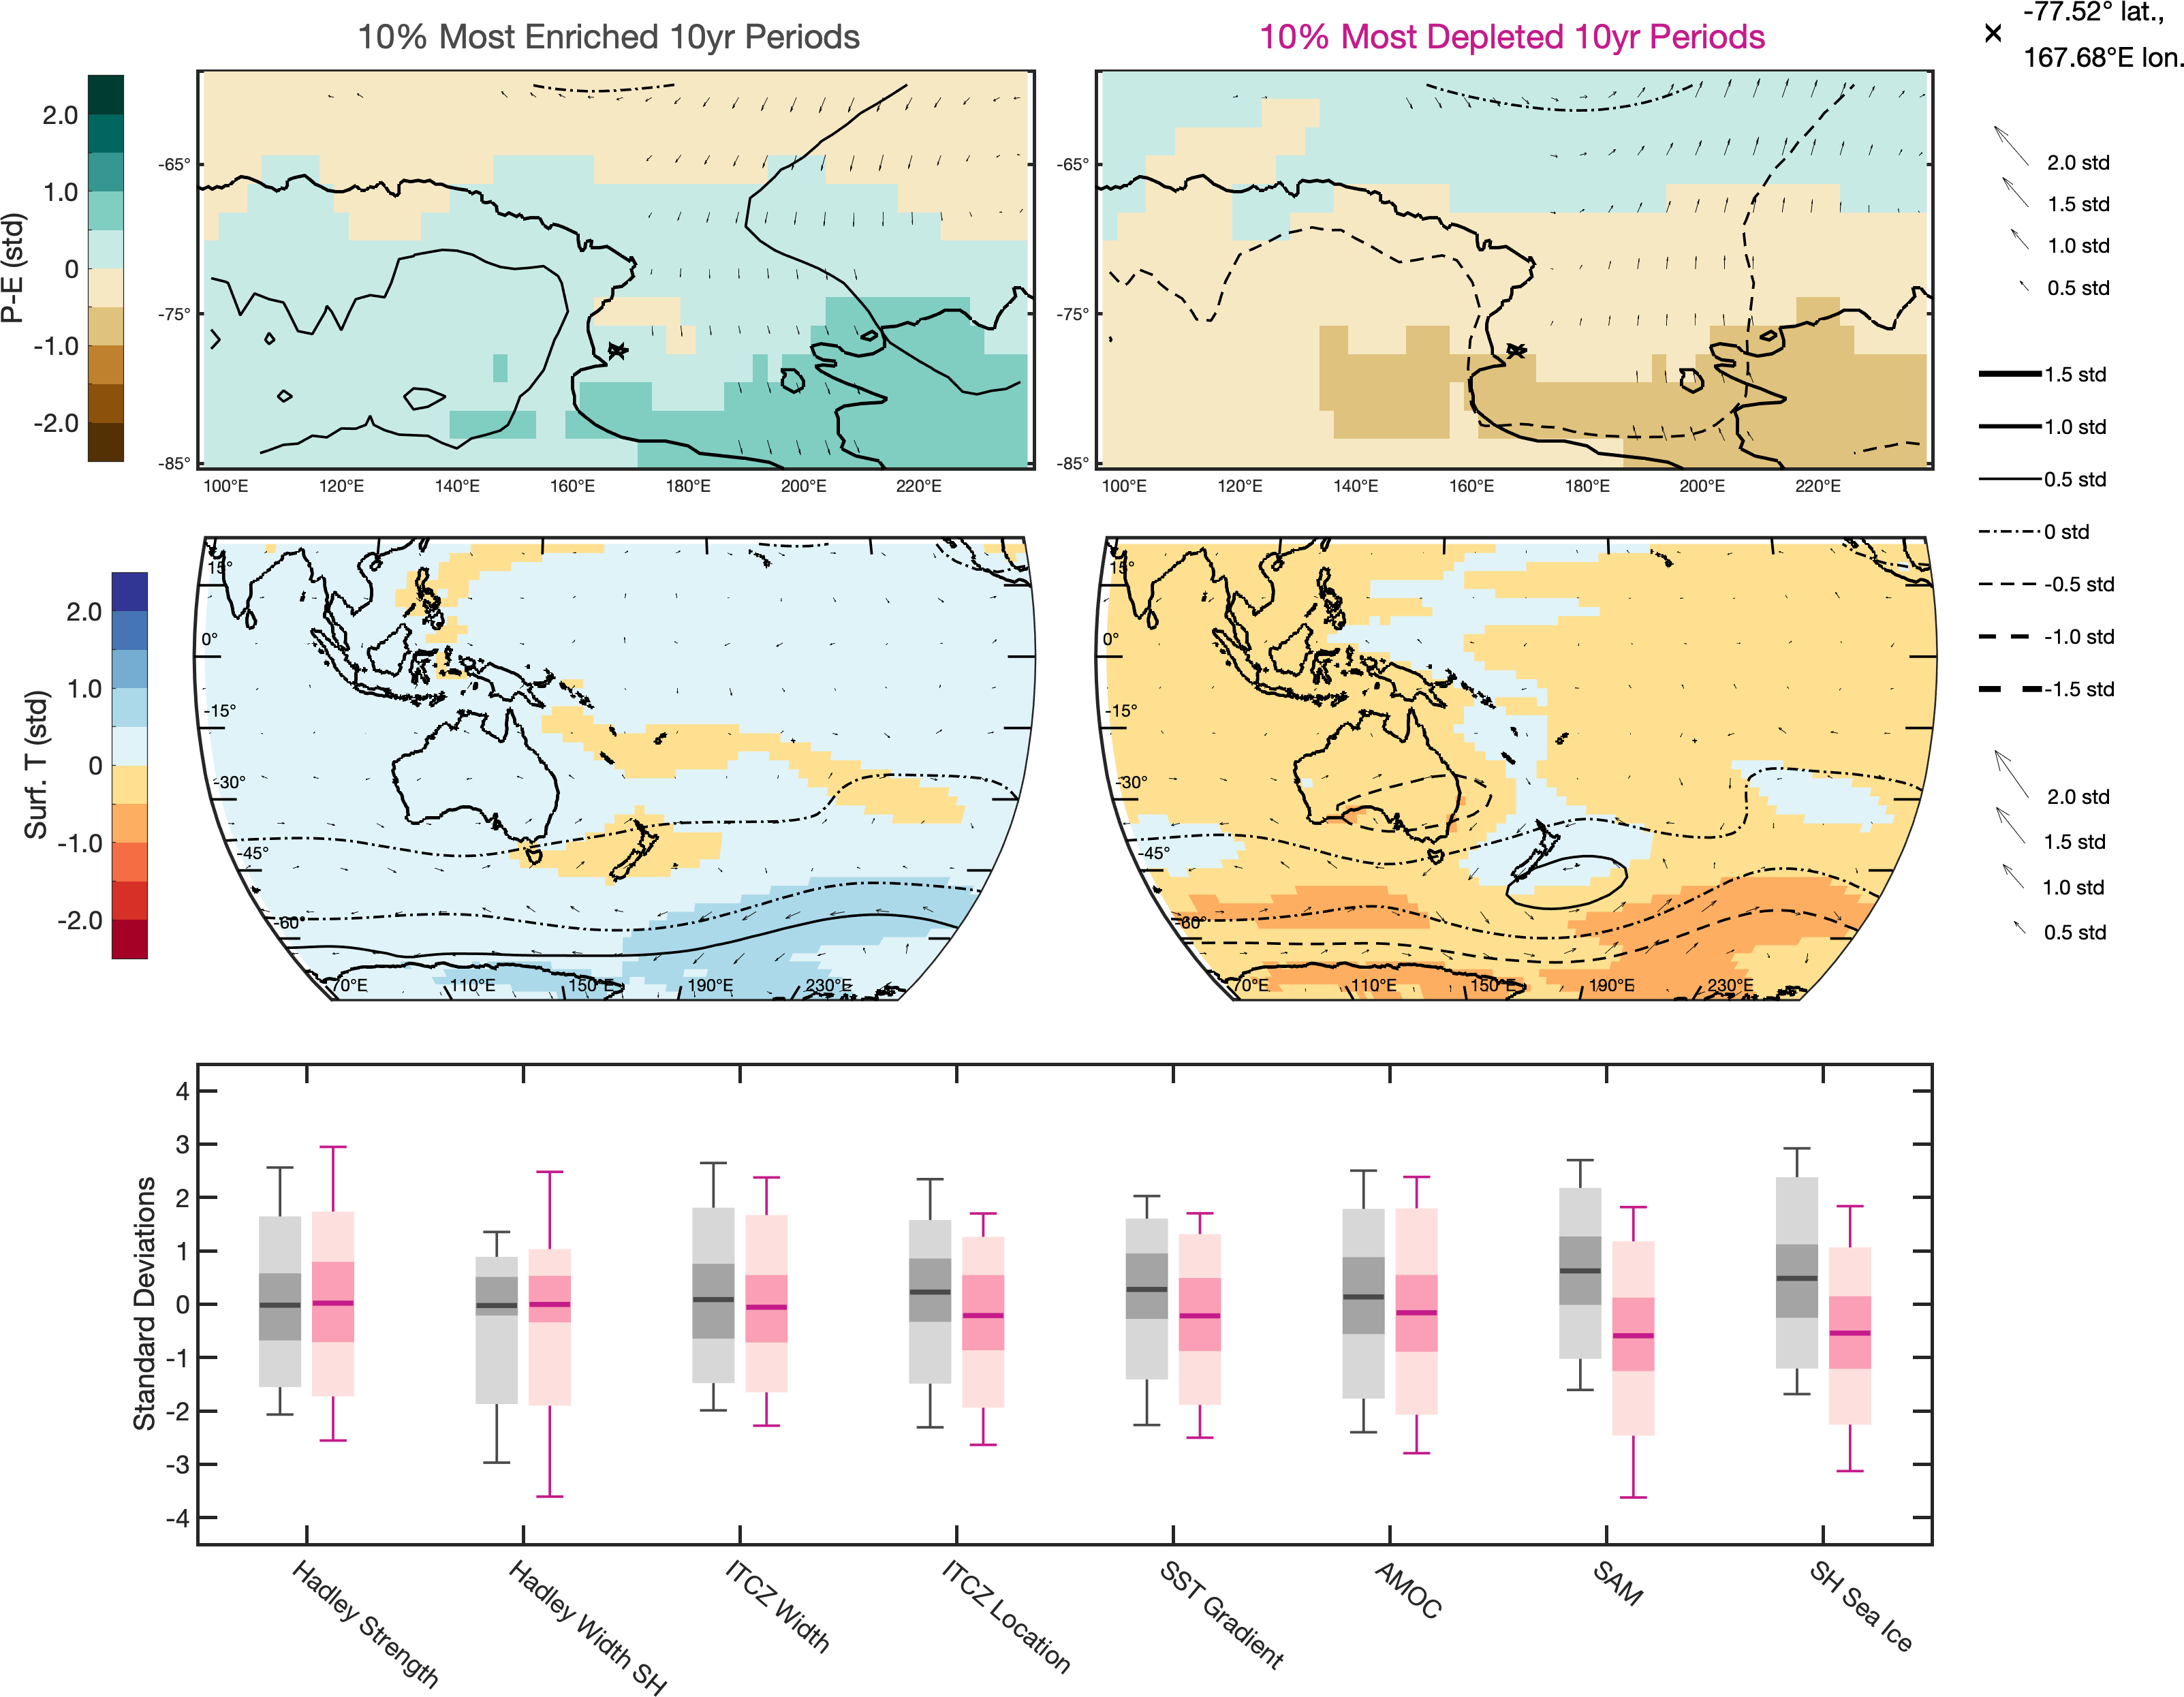 10% Most Enriched 10yr Periods
10% Most Depleted 10yr Periods
-77.52° lat.,
167.68°E lon.
P-E (std)
2.0
1.0
0
-1.0
-2.0
-65°
-75°
-85°
100°E 120°E 140°E 160°E 180°E 200°E 220°E
-65°
-75°
-85°
100°E 120°E 140°E 160°E 180°E 200°E 220°E
2.0 std
1.5 std
1.0 std
0.5 std
1.5 std
1.0 std
0.5 std
0 std
-0.5 std
-1.0 std
-1.5 std
2.0 std
1.5 std
1.0 std
0.5 std
Surf. T (std)
2.0
1.0
0
-1.0
-2.0
15°
0°
-15°
-30°
-45°
-60°
70°E 110°E 150°E 190°E 230°E
15°
0°
-15°
-30°
-45°
-60°
70°E 110°E 150°E 190°E 230°E
Standard Deviations
4
3
2
1
0
-1
-2
-3
-4
Hadley Strength
Hadley Width SH
ITCZ Width
ITCZ Location
SST Gradient
AMOC
SAM
SH Sea Ice